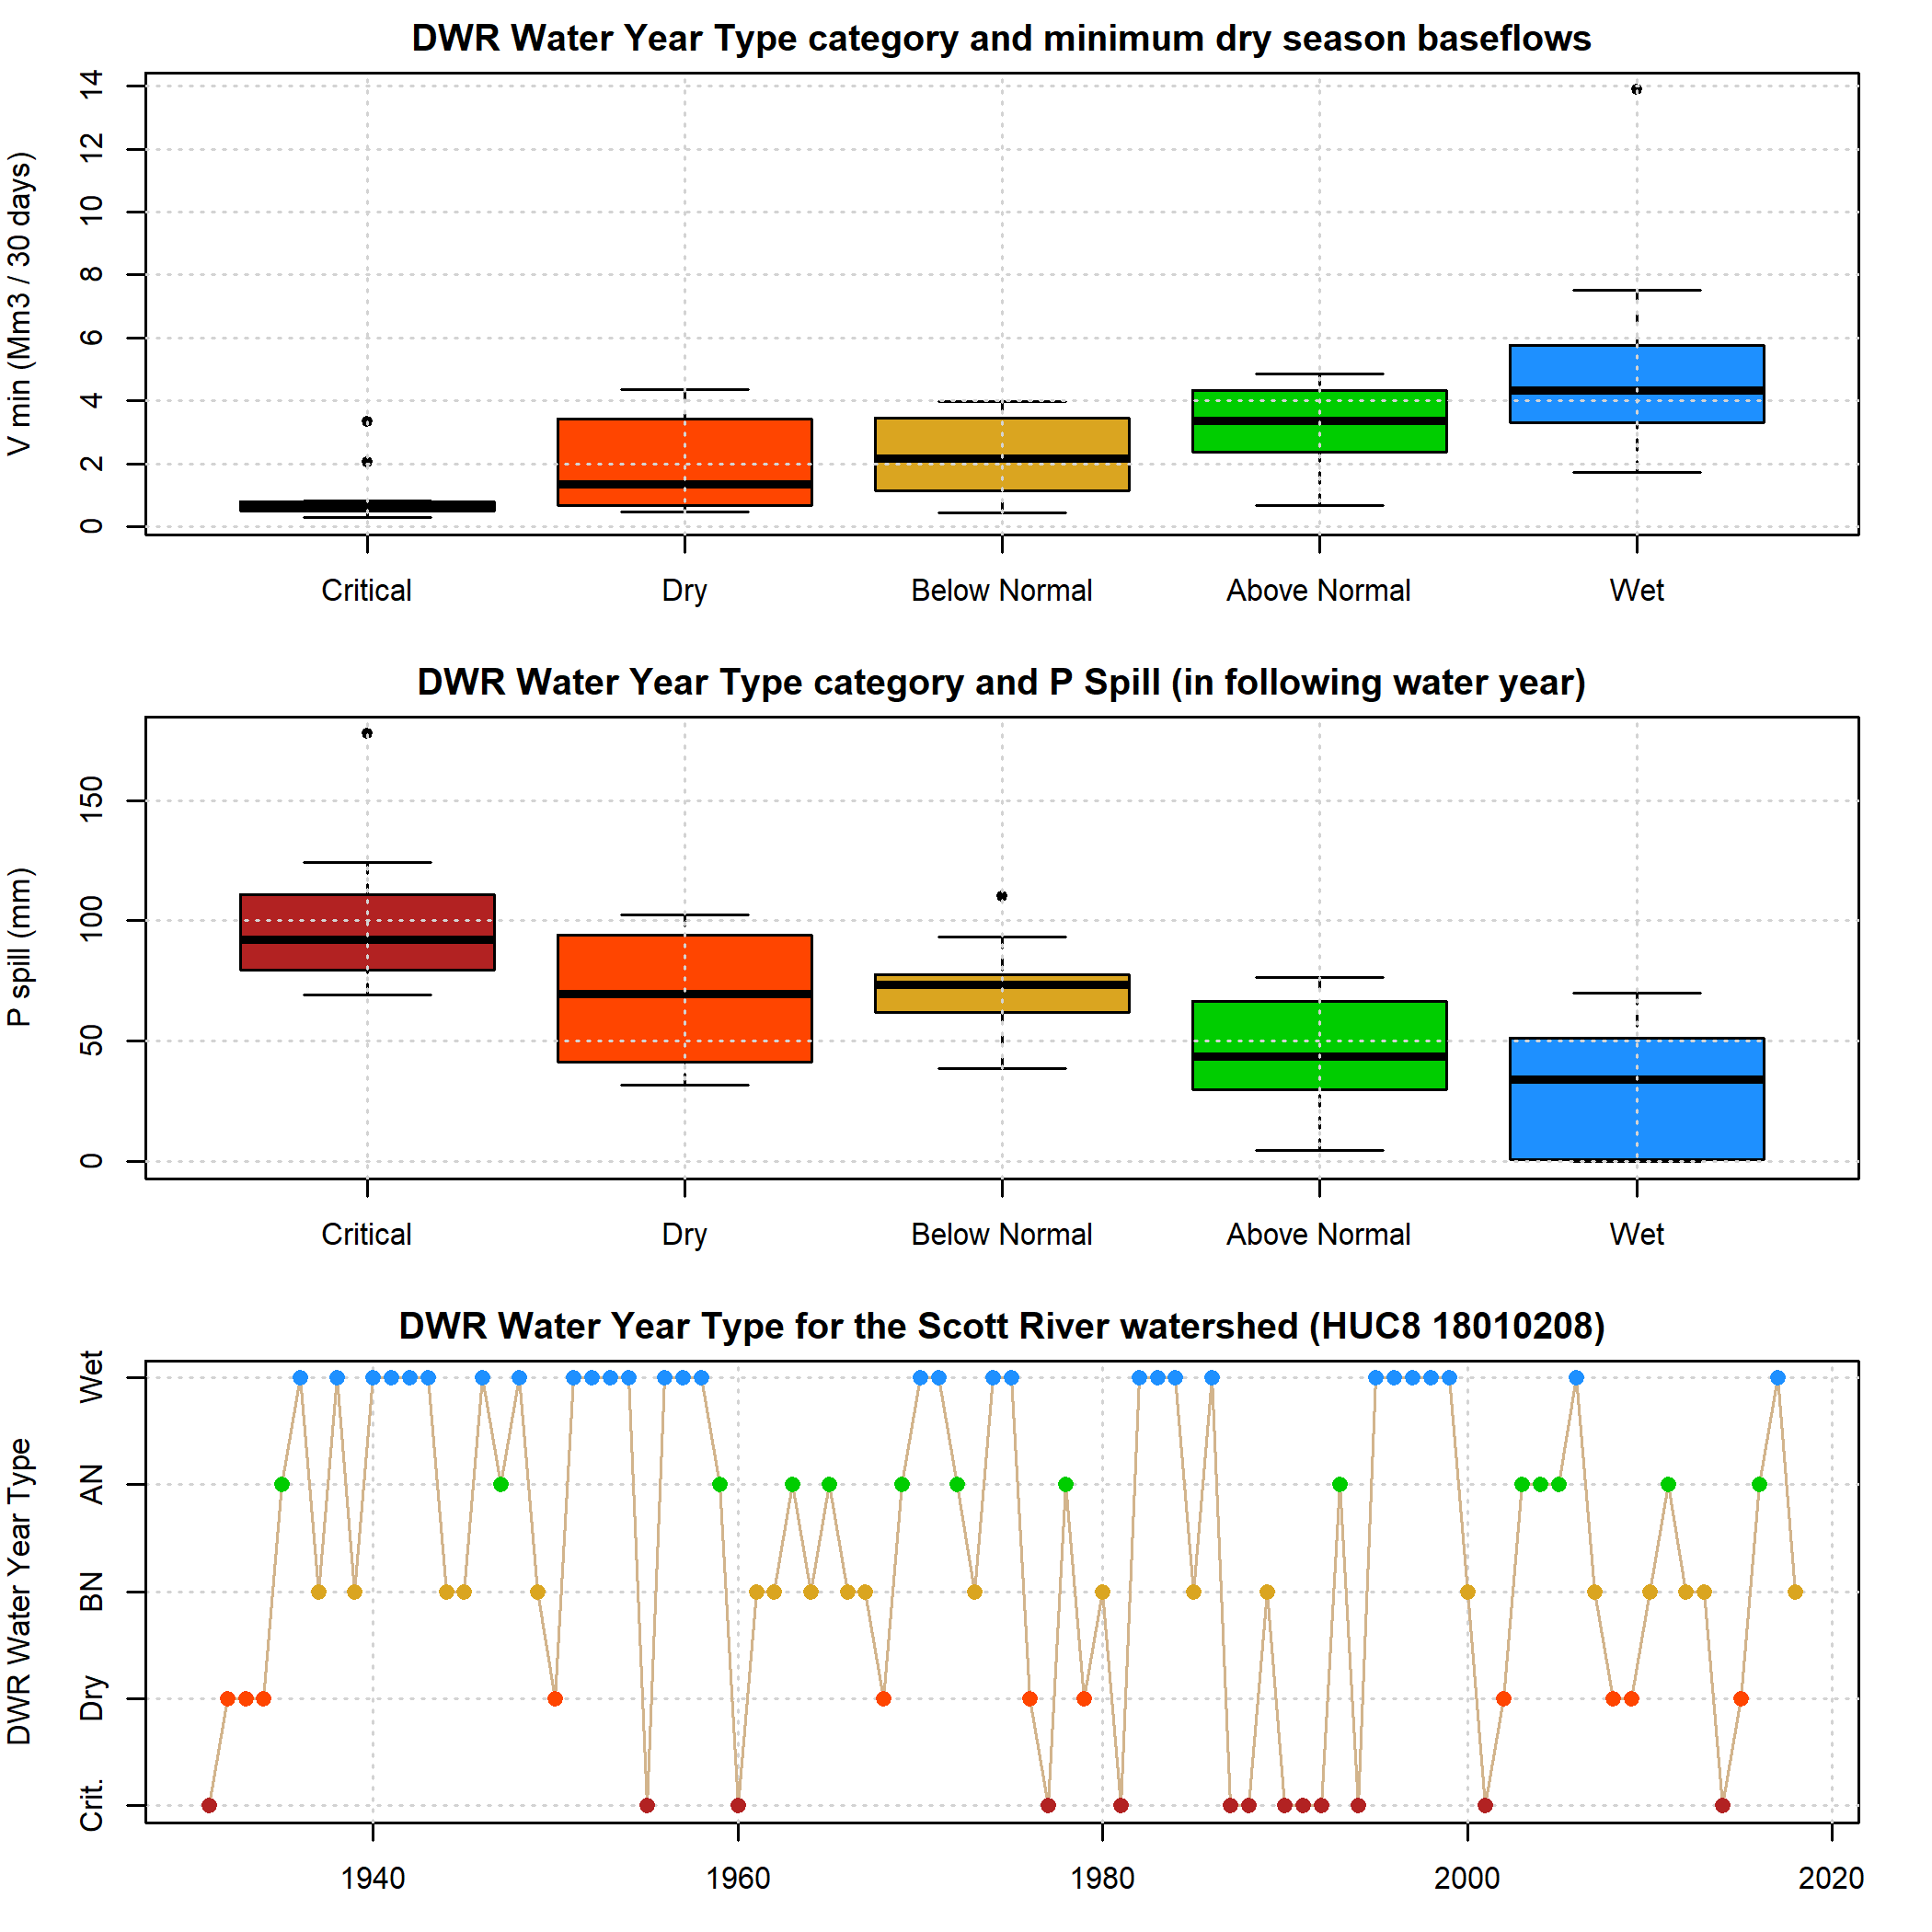 DWR Water Year Type category and minimum dry season baseflows
V min (Mm3 / 30 days)
14
12
10
8
6
4
2
0
Critical Dry Below Normal Above Normal Wet
DWR Water Year Type category and P Spill (in following water year)
P spill (mm)
150
100
50
0
Critical Dry Below Normal Above Normal Wet
DWR Water Year Type for the Scott River watershed (HUC8 18010208)
DWR Water Year Type
Wet
AN
BN
Dry
Crit.
1940 1960 1980 2000 2020